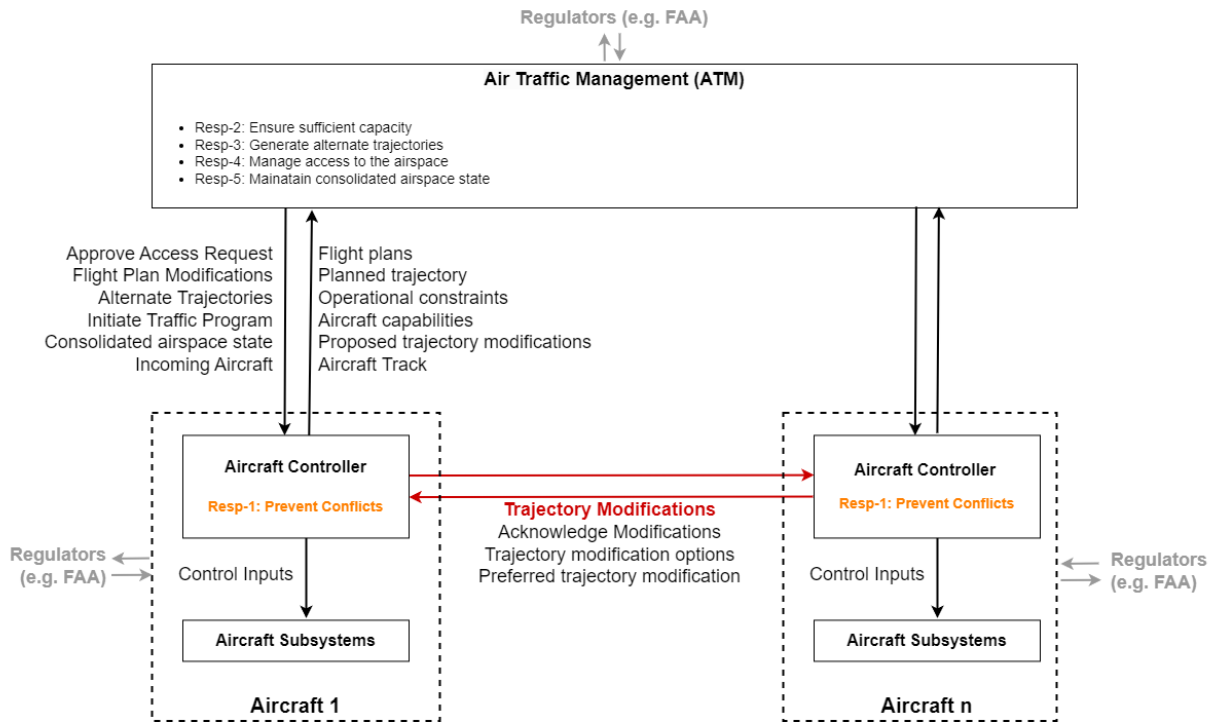 Regulators (e.g. FAA)
Air Traffic Management (ATM)
• Resp-2: Ensure sufficient capacity
• Resp-3: Generate alternate trajectories
• Resp-4: Manage access to the airspace
• Resp-5: Mainatain consolidated airspace state
Approve Access Request
Flight Plan Modifications
Alternate Trajectories
Initiate Traffic Program
Consolidated airspace state
Incoming Aircraft
Flight plans
Planned trajectory
Operational constraints
Aircraft capabilities
Proposed trajectory modifications
Aircraft Track
Aircraft Controller
Resp-1: Prevent Conflicts
Trajectory Modifications
Acknowledge Modifications
Trajectory modification options
Preferred trajectory modification
Aircraft Controller
Resp-1: Prevent Conflicts
Regulators
(e.g. FAA)
Control Inputs
Control Inputs
Regulators
(e.g. FAA)
Aircraft Subsystems
Aircraft Subsystems
Aircraft 1
Aircraft n